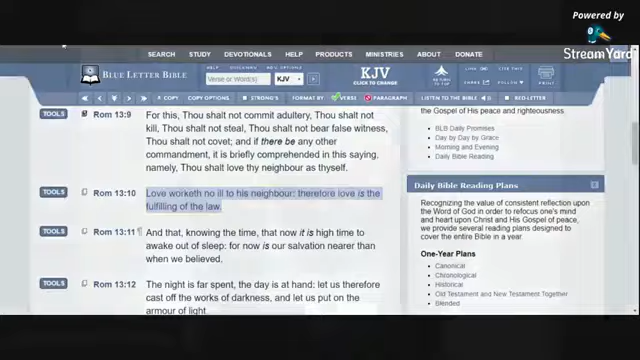 Powered by
StreamYard
SEARCH STUDY DEVOTIONALS HELP PRODUCTS MINISTRIES ABOUT DONATE
BLUE LETTER BIBLE
Verse or Word(s)
KJV
KJV
CLICK TO CHANGE
RETURN
TO TOP
SHARE
FOLLOW
COPY COPY OPTIONS STRONG'S FORMAT BY VERSE PARAGRAPH LISTEN TO THE BIBLE RED-LETTER
TOOLS Rom 13:9 For this, Thou shalt not commit adultery, Thou shalt not
kill, Thou shalt not steal, Thou shalt not bear false witness,
Thou shalt not covet; and if there be any other
commandment, it is briefly comprehended in this saying,
namely, Thou shalt love thy neighbour as thyself.
TOOLS Rom 13:10 Love worketh no ill to his neighbour: therefore love is the
fulfilling of the law.
TOOLS Rom 13:11 ¶ And that, knowing the time, that now it is high time to
awake out of sleep: for now is our salvation nearer than
when we believed.
TOOLS Rom 13:12 The night is far spent, the day is at hand: let us therefore
cast off the works of darkness, and let us put on the
armour of light.
the Gospel of His peace and righteousness
BLB Daily Promises
Day by Day by Grace
Morning and Evening
Daily Bible Reading
Daily Bible Reading Plans
Recognizing the value of consistent reflection upon
the Word of God in order to refocus one's mind
and heart upon Christ and His Gospel of peace,
we provide several reading plans designed to
cover the entire Bible in a year.
One-Year Plans
Canonical
Chronological
Historical
Old Testament and New Testament Together
Blended